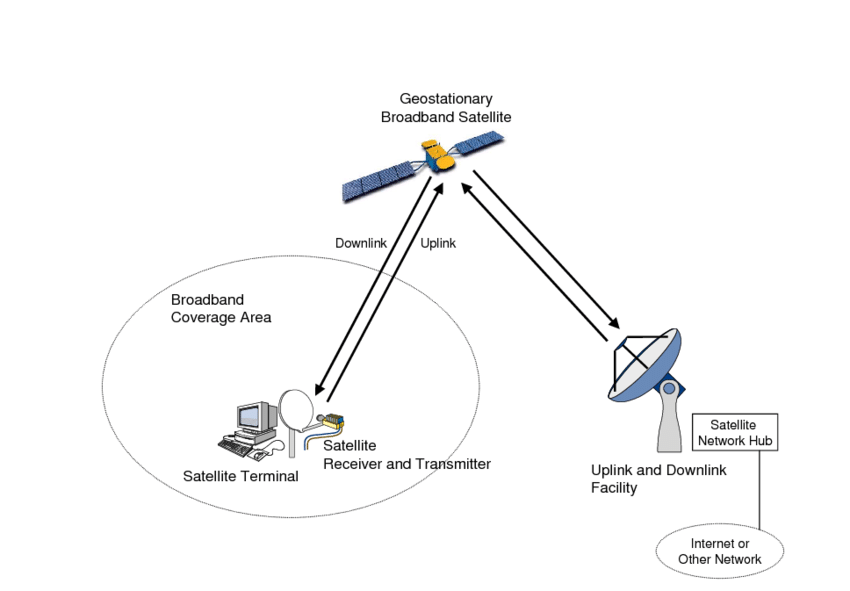 Geostationary
Broadband Satellite
Downlink
Uplink
Broadband
Coverage Area
Satellite
Receiver and Transmitter
Satellite Terminal
Satellite
Network Hub
Uplink and Downlink
Facility
Internet or
Other Network